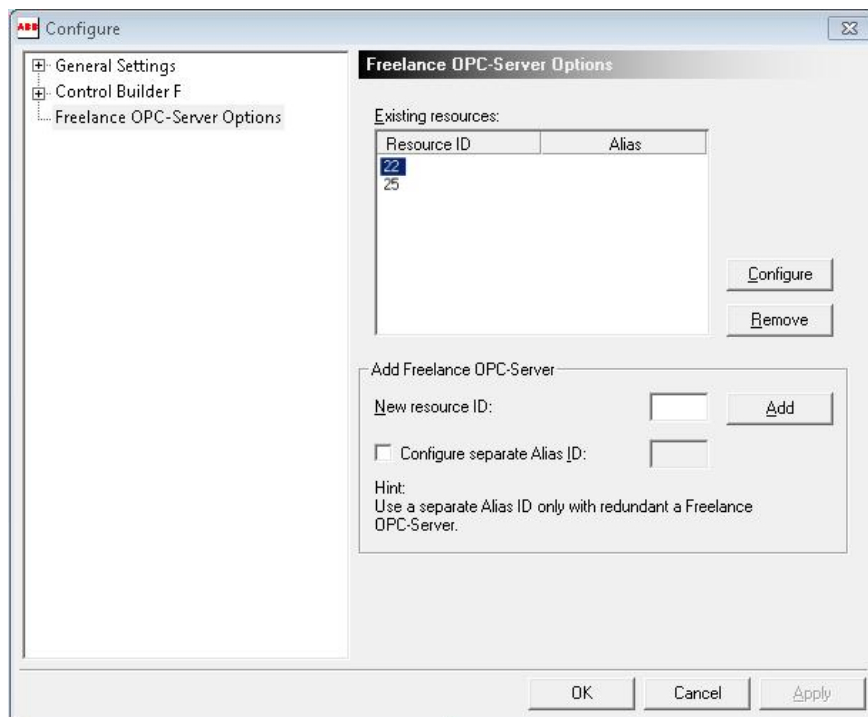 ABB Configure
General Settings
Control Builder F
Freelance OPC-Server Options
Freelance OPC-Server Options
Existing resources:
Resource ID Alias
22
25
Configure
Remove
Add Freelance OPC-Server
New resource ID:
Add
Configure separate Alias ID:
Hint:
Use a separate Alias ID only with redundant a Freelance
OPC-Server.
OK Cancel Apply